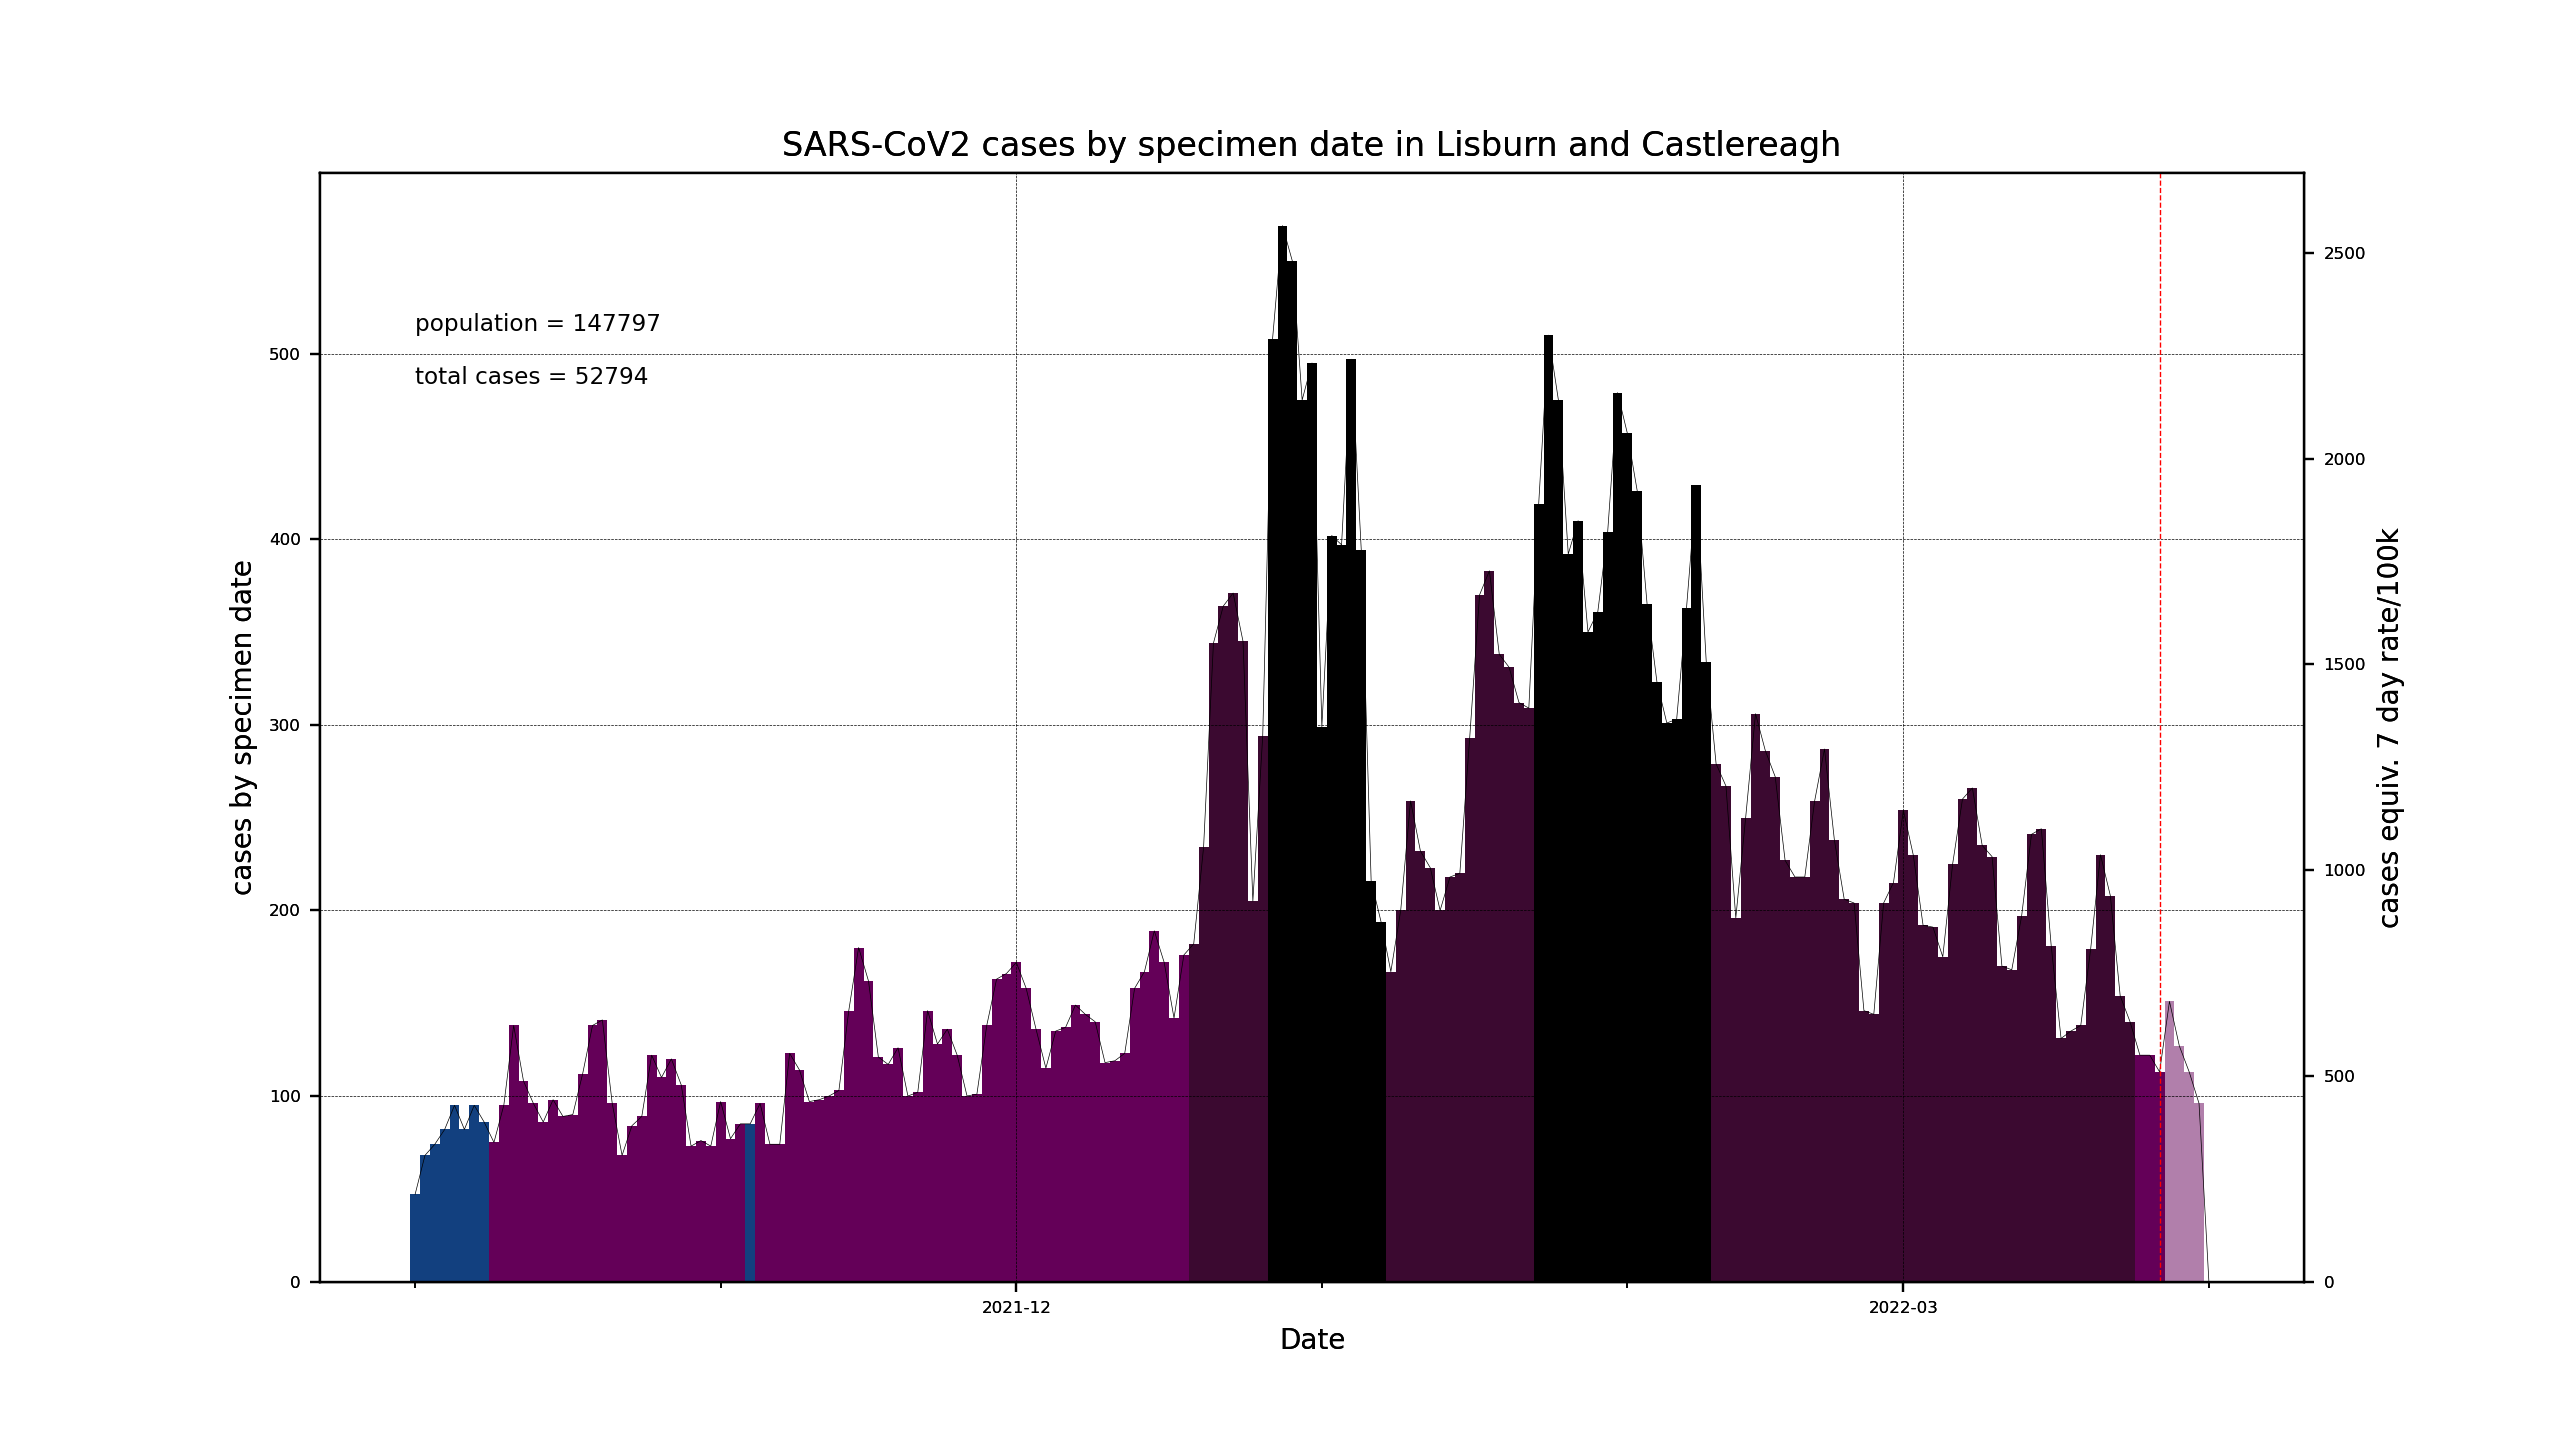 SARS-CoV2 cases by specimen date in Lisburn and Castlereagh
population = 147797
total cases = 52794
cases by specimen date
500
400
300
200
100
0
2500
2000
1500
1000
500
0
cases equiv. 7 day rate/100k
2021-12
2022-03
Date